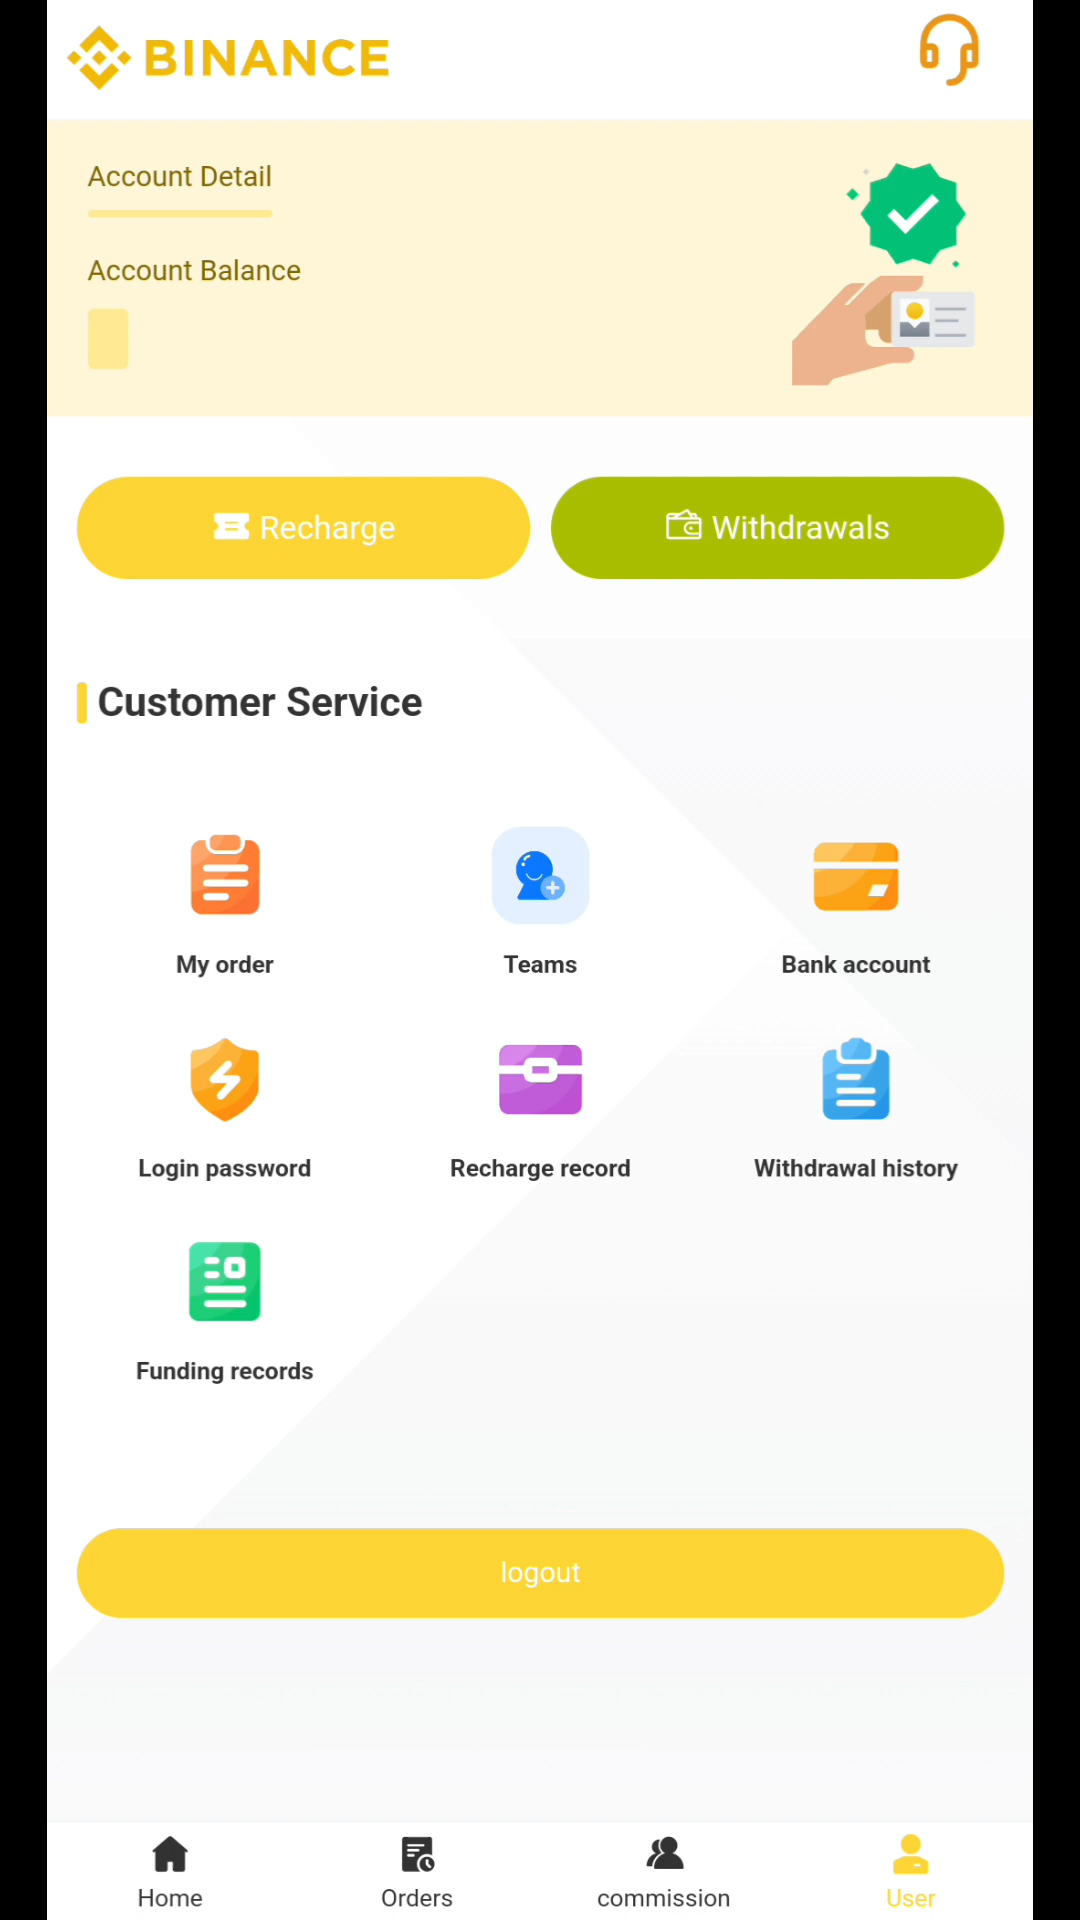 BINANCE
Account Detail
Account Balance
Recharge
Withdrawals
Customer Service
My order
Teams
Bank account
Login password
Recharge record
Withdrawal history
Funding records
logout
Home
Orders
commission
User